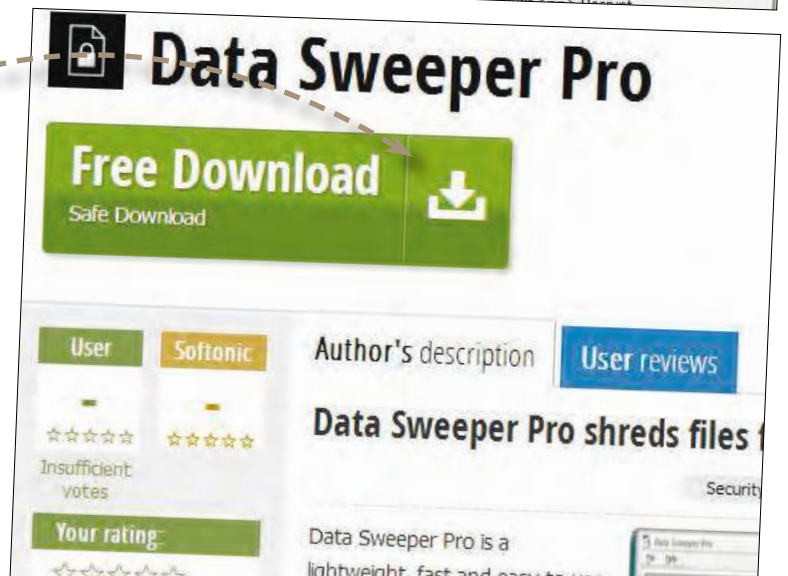 Data Sweeper Pro
Free Download
Safe Download
User
Softonic
Insufficient
votes
Your rating
Author's description
User reviews
Data Sweeper Pro shreds files
Security
Data Sweeper Pro is a
lightweight, fast and easy to use